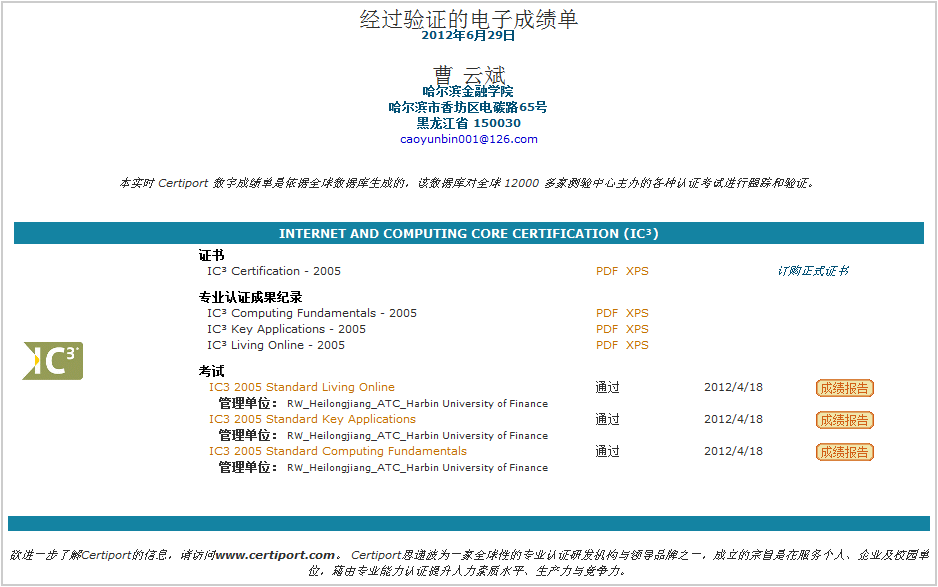 经过验证的电子成绩单
2012年6月29日
曹 云斌
哈尔滨金融学院
哈尔滨市香坊区电碳路65号
黑龙江省 150030
caoyunbin001@126.com
本实时 Certiport 数字成绩单是依据全球数据库生成的，该数据库对全球 12000 多家测验中心主办的各种认证考试进行跟踪和验证。
INTERNET AND COMPUTING CORE CERTIFICATION (IC³)
证书
IC³ Certification - 2005 PDF XPS 订购正式证书
专业认证成果纪录
IC³ Computing Fundamentals - 2005 PDF XPS
IC³ Key Applications - 2005 PDF XPS
IC³ Living Online - 2005 PDF XPS
IC³
考试
IC3 2005 Standard Living Online 通过 2012/4/18 成绩报告
管理单位： RW_Heilongjiang_ATC_Harbin University of Finance
IC3 2005 Standard Key Applications 通过 2012/4/18 成绩报告
管理单位： RW_Heilongjiang_ATC_Harbin University of Finance
IC3 2005 Standard Computing Fundamentals 通过 2012/4/18 成绩报告
管理单位： RW_Heilongjiang_ATC_Harbin University of Finance
欲进一步了解Certiport的信息，请访问www.certiport.com。 Certiport思递波为一家全球性的专业认证研发机构与领导品牌之一，成立的宗旨是在服务个人、企业及校园单
位，藉由专业能力认证提升人力素质水平、生产力与竞争力。